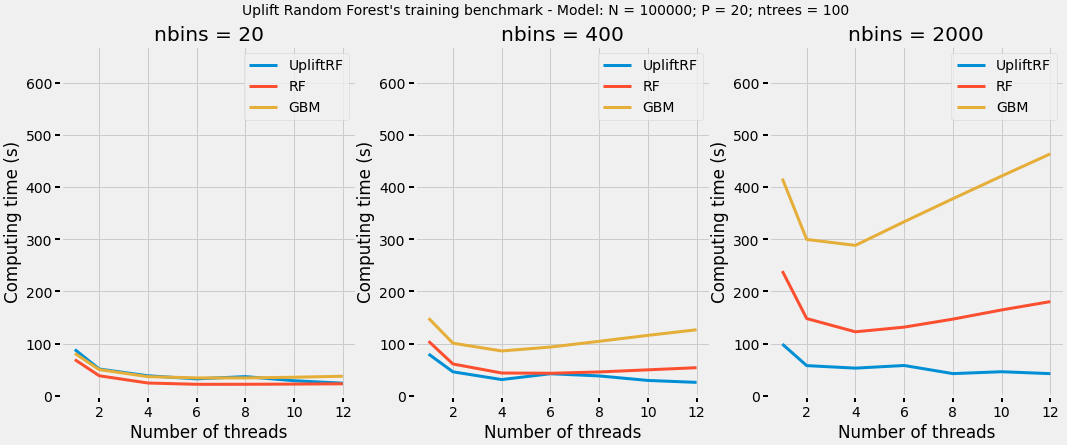 Uplift Random Forest's training benchmark - Model: N = 100000; P = 20; ntrees = 100
nbins = 20
Computing time (s)
600
500
400
300
200
100
0
2 4 6 8 10 12
Number of threads
UpliftRF
RF
GBM
nbins = 400
Computing time (s)
600
500
400
300
200
100
0
2 4 6 8 10 12
Number of threads
UpliftRF
RF
GBM
nbins = 2000
Computing time (s)
600
500
400
300
200
100
0
2 4 6 8 10 12
Number of threads
UpliftRF
RF
GBM